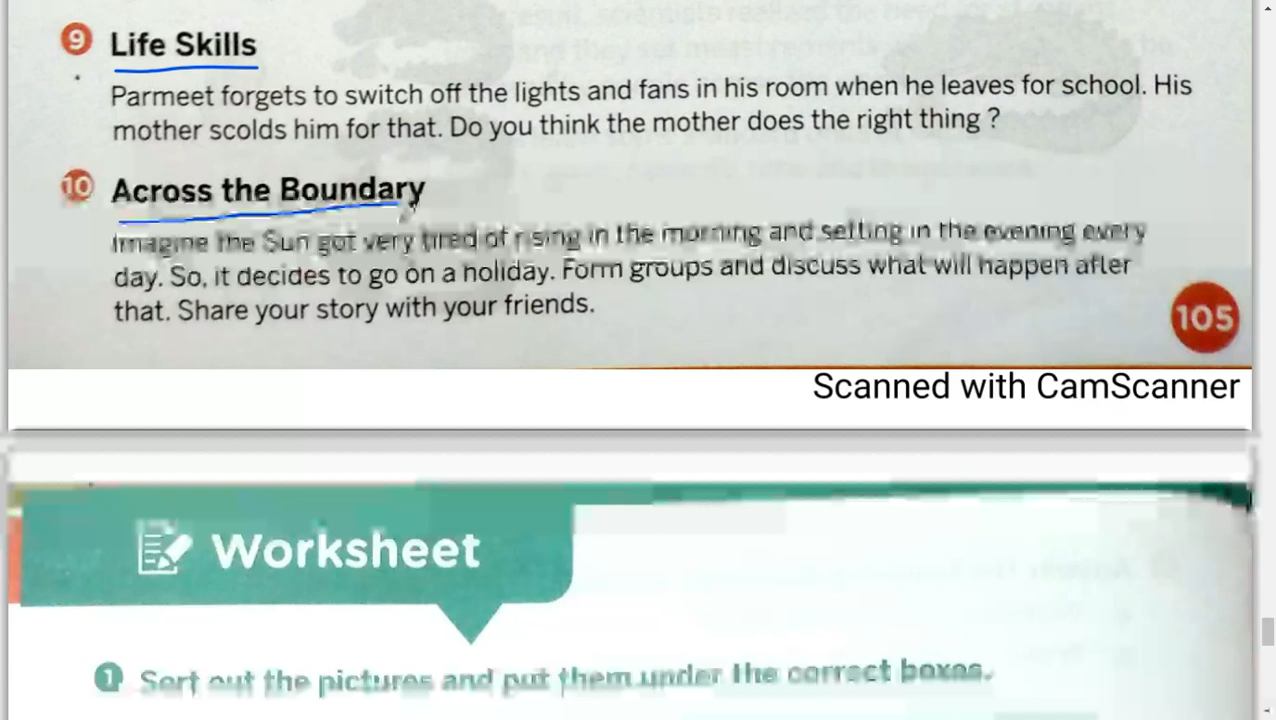 9 Life Skills
Parmeet forgets to switch off the lights and fans in his room when he leaves for school. His
mother scolds him for that. Do you think the mother does the right thing ?
10 Across the Boundary
Imagine the Sun got very tired of rising in the morning and setting in the evening every
day. So, it decides to go on a holiday. Form groups and discuss what will happen after
that. Share your story with your friends.
105
Scanned with CamScanner
Worksheet
1 Sort out the pictures and put them under the correct boxes.